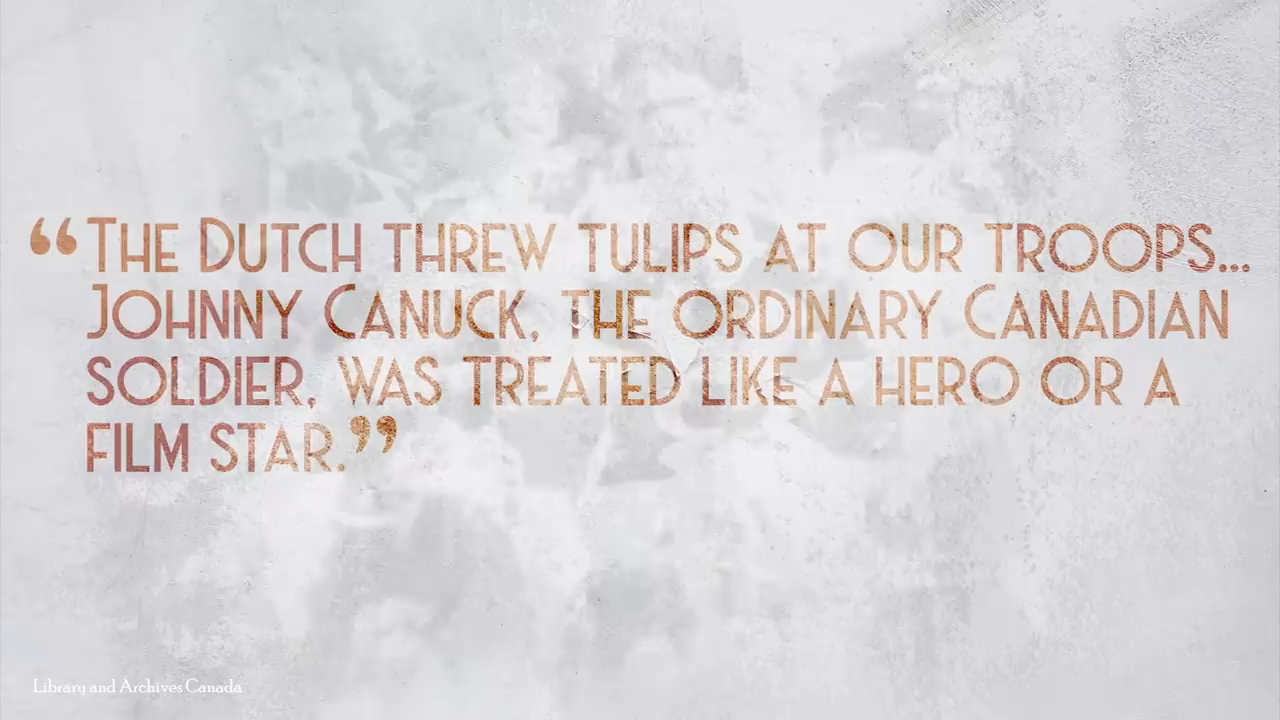 “The Dutch threw tulips at our troops...
Johnny Canuck, the ordinary Canadian
soldier, was treated like a hero or a
film star.”
Library and Archives Canada